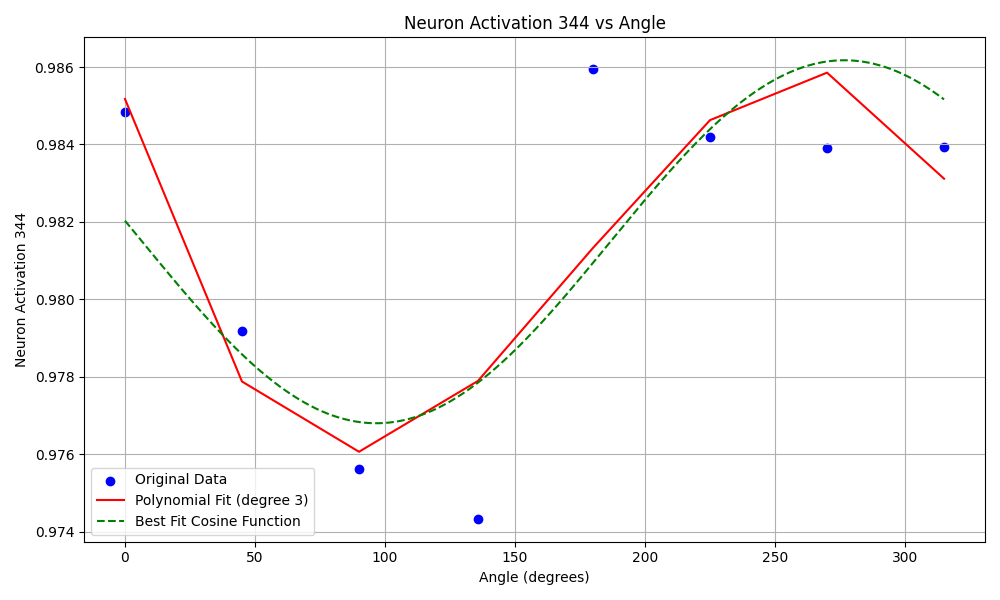 Neuron Activation 344 vs Angle
Neuron Activation 344
0.986
0.984
0.982
0.980
0.978
0.976
0.974
Original Data
Polynomial Fit (degree 3)
Best Fit Cosine Function
0 50 100 150 200 250 300
Angle (degrees)